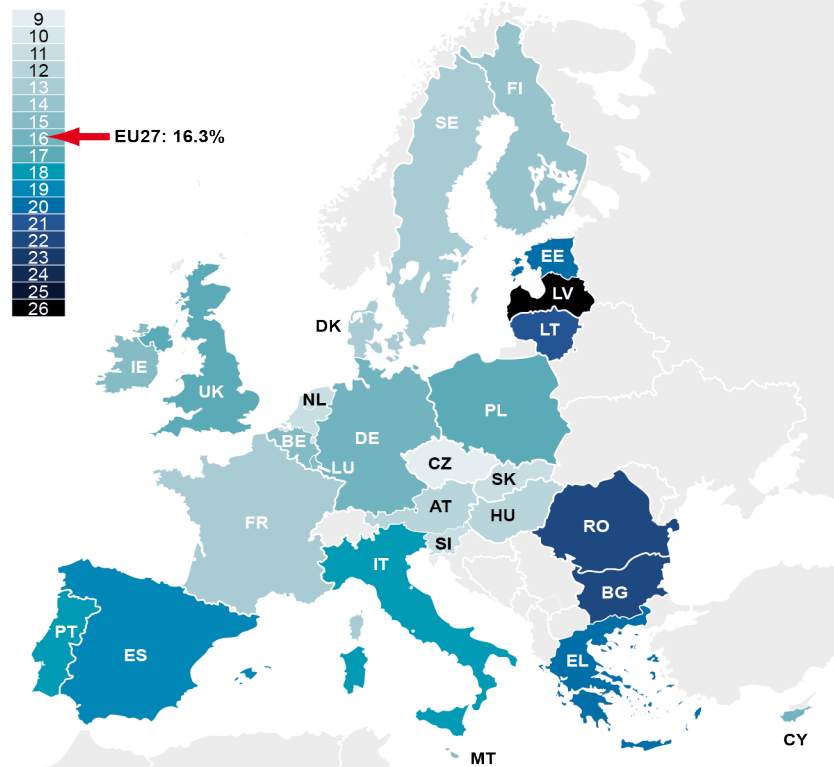 9
10
11
12
13
14
15
16
EU27: 16.3%
17
18
19
20
21
22
23
24
25
26
FI
SE
EE
LV
LT
DK
IE
UK
NL
PL
BE
DE
LU
CZ
SK
AT
HU
FR
SI
RO
IT
BG
PT
ES
EL
CY
MT